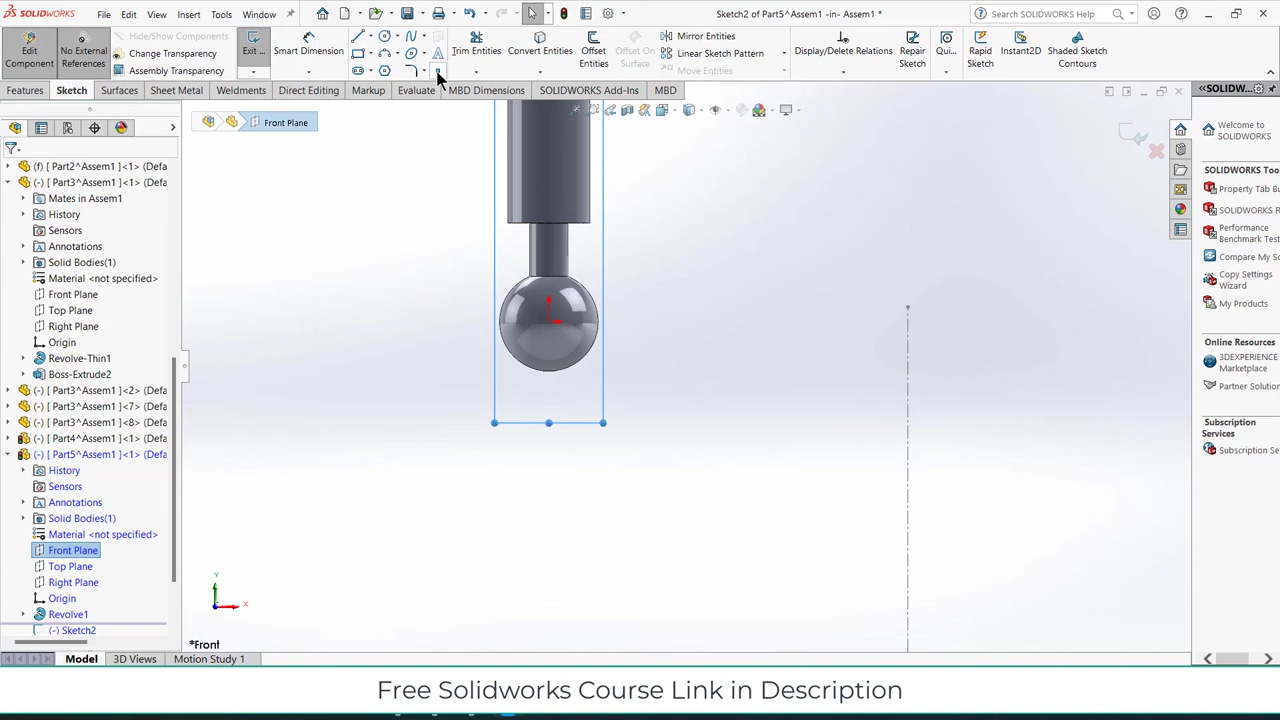 SOLIDWORKS File Edit View Insert Tools Window Sketch2 of Part5^Assem1 -in- Assem1 * Search SOLIDWORKS Help
Edit Component
No External References
Hide/Show Components
Change Transparency
Assembly Transparency
Exit ...
Smart Dimension
Trim Entities
Convert Entities
Offset Entities
Offset On Surface
Mirror Entities
Linear Sketch Pattern
Move Entities
Display/Delete Relations
Repair Sketch
Qui...
Rapid Sketch
Instant2D
Shaded Sketch Contours
Features Sketch Surfaces Sheet Metal Weldments Direct Editing Markup Evaluate MBD Dimensions SOLIDWORKS Add-Ins MBD
Front Plane
(f) [ Part2^Assem1 ]<1> (Defa
(-) [ Part3^Assem1 ]<1> (Defa
Mates in Assem1
History
Sensors
Annotations
Solid Bodies(1)
Material <not specified>
Front Plane
Top Plane
Right Plane
Origin
Revolve-Thin1
Boss-Extrude2
(-) [ Part3^Assem1 ]<2> (Defa
(-) [ Part3^Assem1 ]<7> (Defa
(-) [ Part3^Assem1 ]<8> (Defa
(-) [ Part4^Assem1 ]<1> (Defa
(-) [ Part5^Assem1 ]<1> (Defa
History
Sensors
Annotations
Solid Bodies(1)
Material <not specified>
Front Plane
Top Plane
Right Plane
Origin
Revolve1
(-) Sketch2
Y
X
*Front
Model 3D Views Motion Study 1
SOLIDW...
Welcome to SOLIDWORKS
SOLIDWORKS Too
Property Tab Bu
SOLIDWORKS R
Performance Benchmark Test
Compare My Sc
Copy Settings Wizard
My Products
Online Resources
3DEXPERIENCE Marketplace
Partner Solution
Subscription Services
Subscription Se
Free Solidworks Course Link in Description